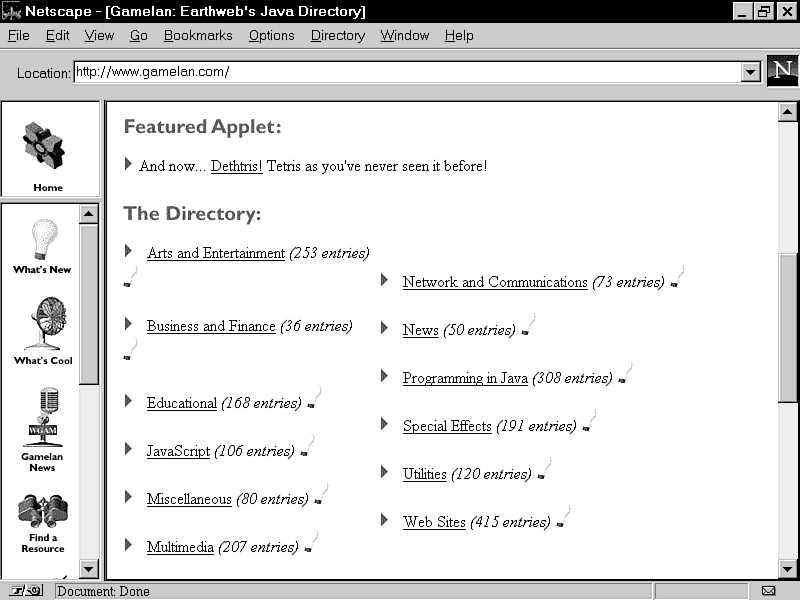 Netscape - [Gamelan: Earthweb's Java Directory]
File Edit View Go Bookmarks Options Directory Window Help
Location: http://www.gamelan.com/
N
Home
What's New
What's Cool
WGAM
Gamelan
News
Find a
Resource
Featured Applet:
And now... Dethtris! Tetris as you've never seen it before!
The Directory:
Arts and Entertainment (253 entries)
Business and Finance (36 entries)
Educational (168 entries)
JavaScript (106 entries)
Miscellaneous (80 entries)
Multimedia (207 entries)
Network and Communications (73 entries)
News (50 entries)
Programming in Java (308 entries)
Special Effects (191 entries)
Utilities (120 entries)
Web Sites (415 entries)
Document: Done